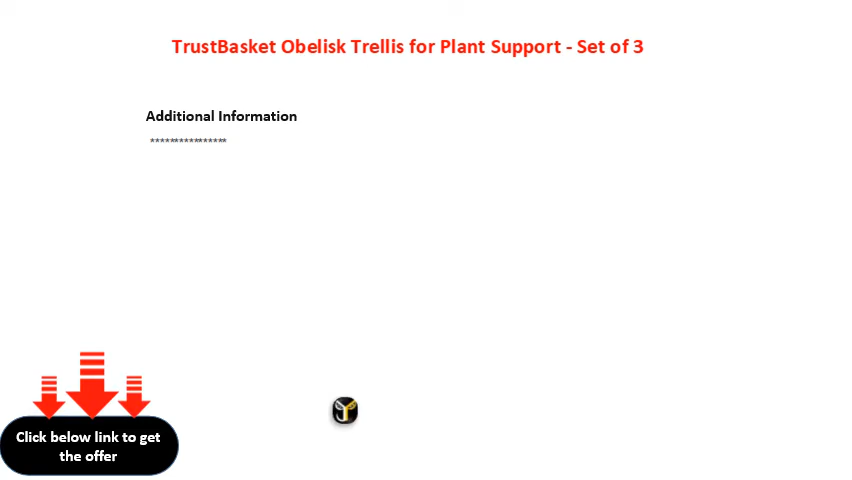 TrustBasket Obelisk Trellis for Plant Support - Set of 3
Additional Information
****************
Click below link to get
the offer